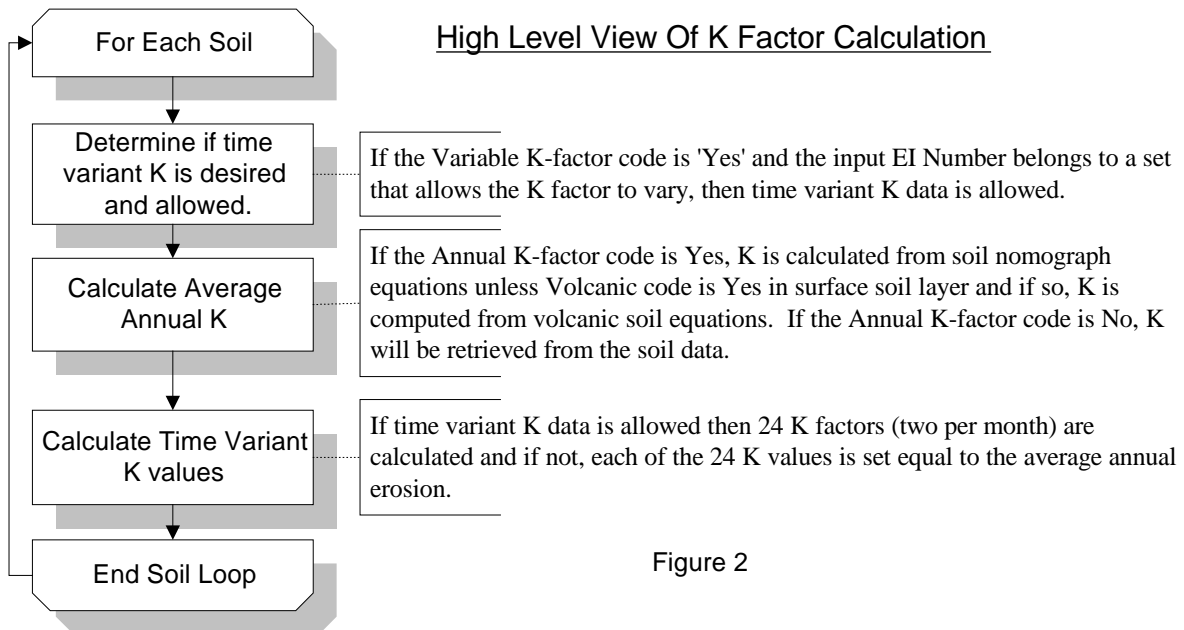 For Each Soil
High Level View Of K Factor Calculation
Determine if time
variant K is desired
and allowed.
If the Variable K-factor code is 'Yes' and the input EI Number belongs to a set
that allows the K factor to vary, then time variant K data is allowed.
Calculate Average
Annual K
If the Annual K-factor code is Yes, K is calculated from soil nomograph
equations unless Volcanic code is Yes in surface soil layer and if so, K is
computed from volcanic soil equations.  If the Annual K-factor code is No, K
will be retrieved from the soil data.
Calculate Time Variant
K values
If time variant K data is allowed then 24 K factors (two per month) are
calculated and if not, each of the 24 K values is set equal to the average annual
erosion.
End Soil Loop
Figure 2